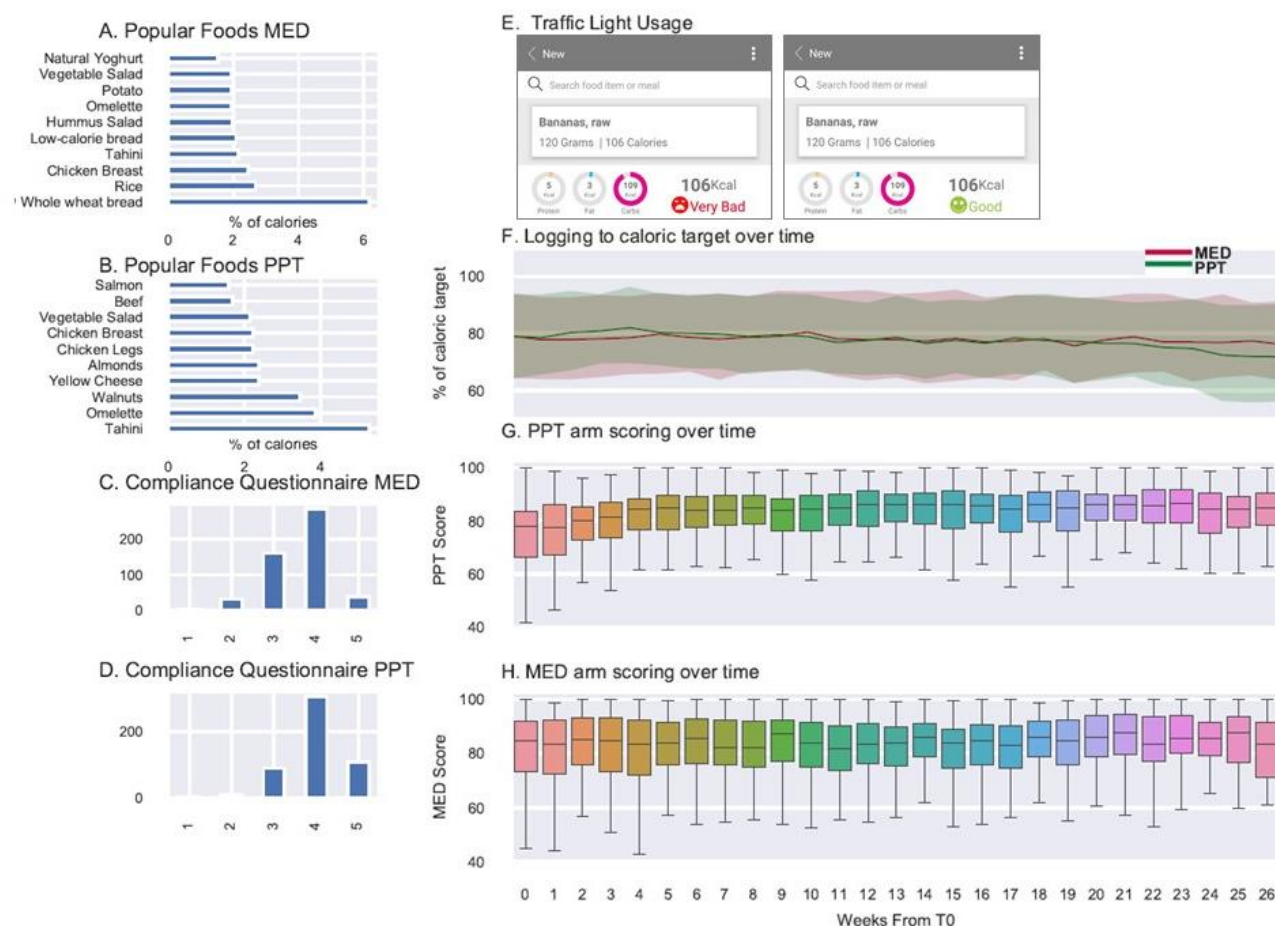 A. Popular Foods MED
Natural Yoghurt
Vegetable Salad
Potato
Omelette
Hummus Salad
Low-calorie bread
Tahini
Chicken Breast
Rice
Whole wheat bread
% of calories
0 2 4 6
B. Popular Foods PPT
Salmon
Beef
Vegetable Salad
Chicken Breast
Chicken Legs
Almonds
Yellow Cheese
Walnuts
Omelette
Tahini
% of calories
0 2 4
C. Compliance Questionnaire MED
200
100
0
1 2 3 4 5
D. Compliance Questionnaire PPT
200
0
1 2 3 4 5
E. Traffic Light Usage
New
Search food item or meal
Bananas, raw
120 Grams | 106 Calories
5 Kcal 3 Kcal 109 Kcal
Protein Fat Carbs
106Kcal
Very Bad
New
Search food item or meal
Bananas, raw
120 Grams | 106 Calories
5 Kcal 3 Kcal 109 Kcal
Protein Fat Carbs
106Kcal
Good
F. Logging to caloric target over time
MED
PPT
% of caloric target
100
80
60
G. PPT arm scoring over time
PPT Score
100
80
60
40
H. MED arm scoring over time
MED Score
100
80
60
40
0 1 2 3 4 5 6 7 8 9 10 11 12 13 14 15 16 17 18 19 20 21 22 23 24 25 26
Weeks From T0